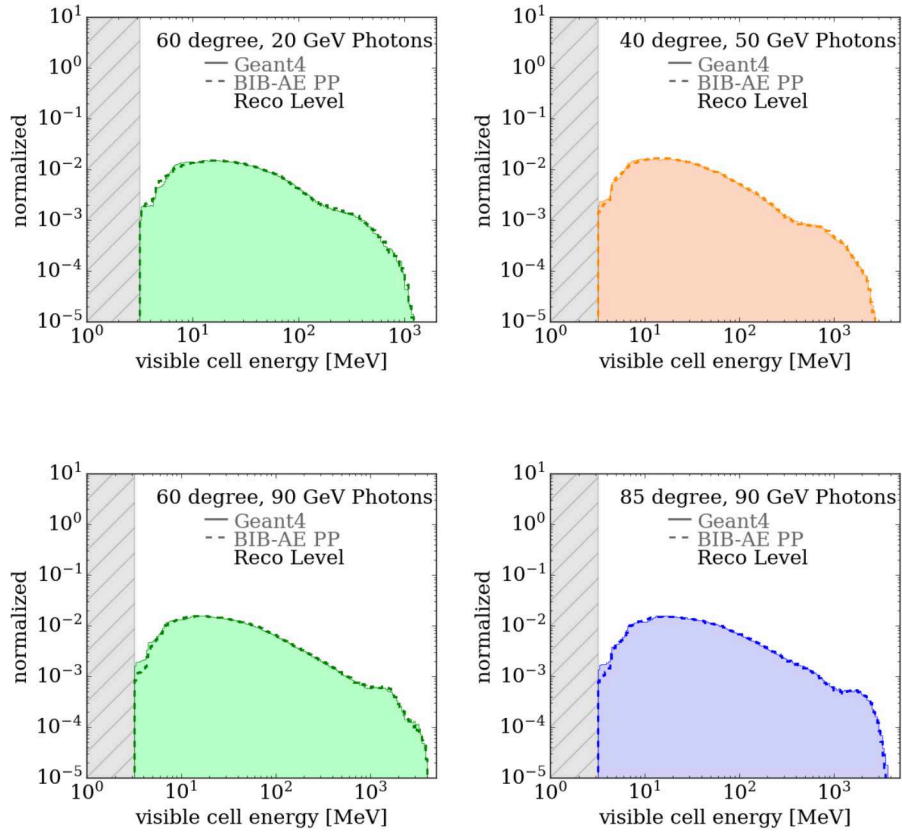 60 degree, 20 GeV Photons
Geant4
BIB-AE PP
Reco Level
normalized
10^1
10^0
10^-1
10^-2
10^-3
10^-4
10^-5
10^0 10^1 10^2 10^3
visible cell energy [MeV]
40 degree, 50 GeV Photons
Geant4
BIB-AE PP
Reco Level
normalized
10^1
10^0
10^-1
10^-2
10^-3
10^-4
10^-5
10^0 10^1 10^2 10^3
visible cell energy [MeV]
60 degree, 90 GeV Photons
Geant4
BIB-AE PP
Reco Level
normalized
10^1
10^0
10^-1
10^-2
10^-3
10^-4
10^-5
10^0 10^1 10^2 10^3
visible cell energy [MeV]
85 degree, 90 GeV Photons
Geant4
BIB-AE PP
Reco Level
normalized
10^1
10^0
10^-1
10^-2
10^-3
10^-4
10^-5
10^0 10^1 10^2 10^3
visible cell energy [MeV]